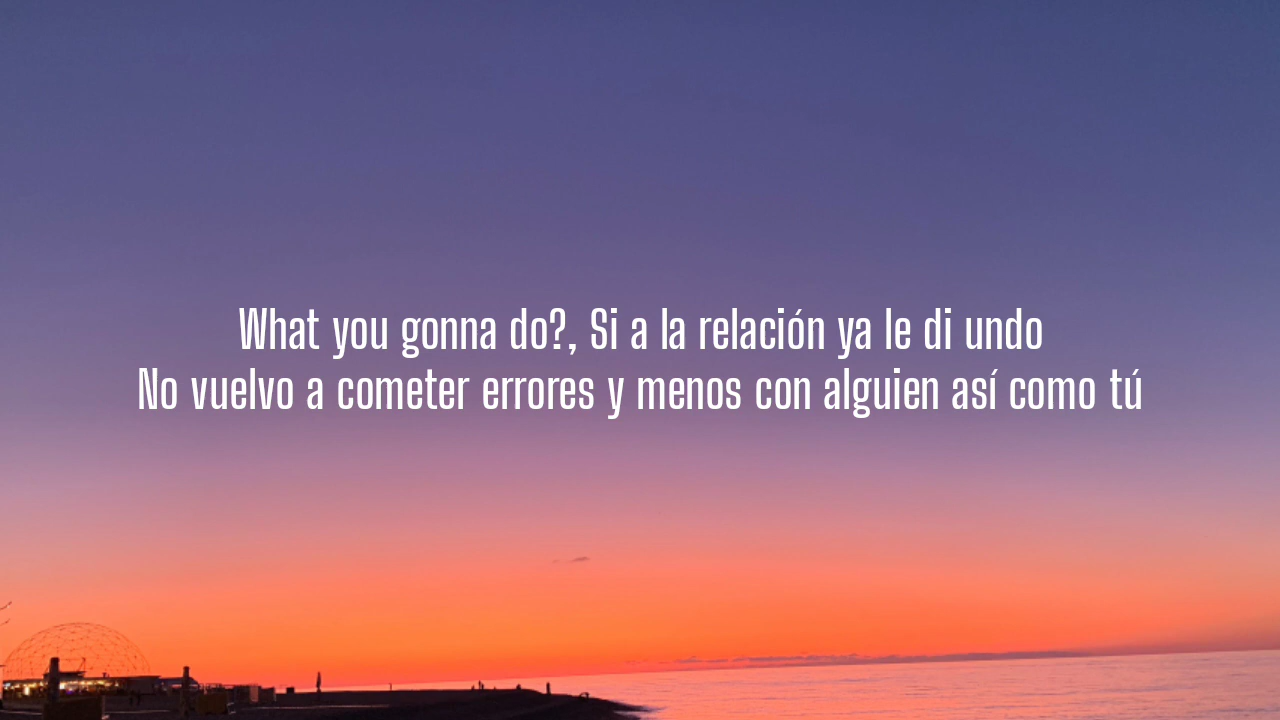 What you gonna do?, Si a la relación ya le di undo
No vuelvo a cometer errores y menos con alguien así como tú